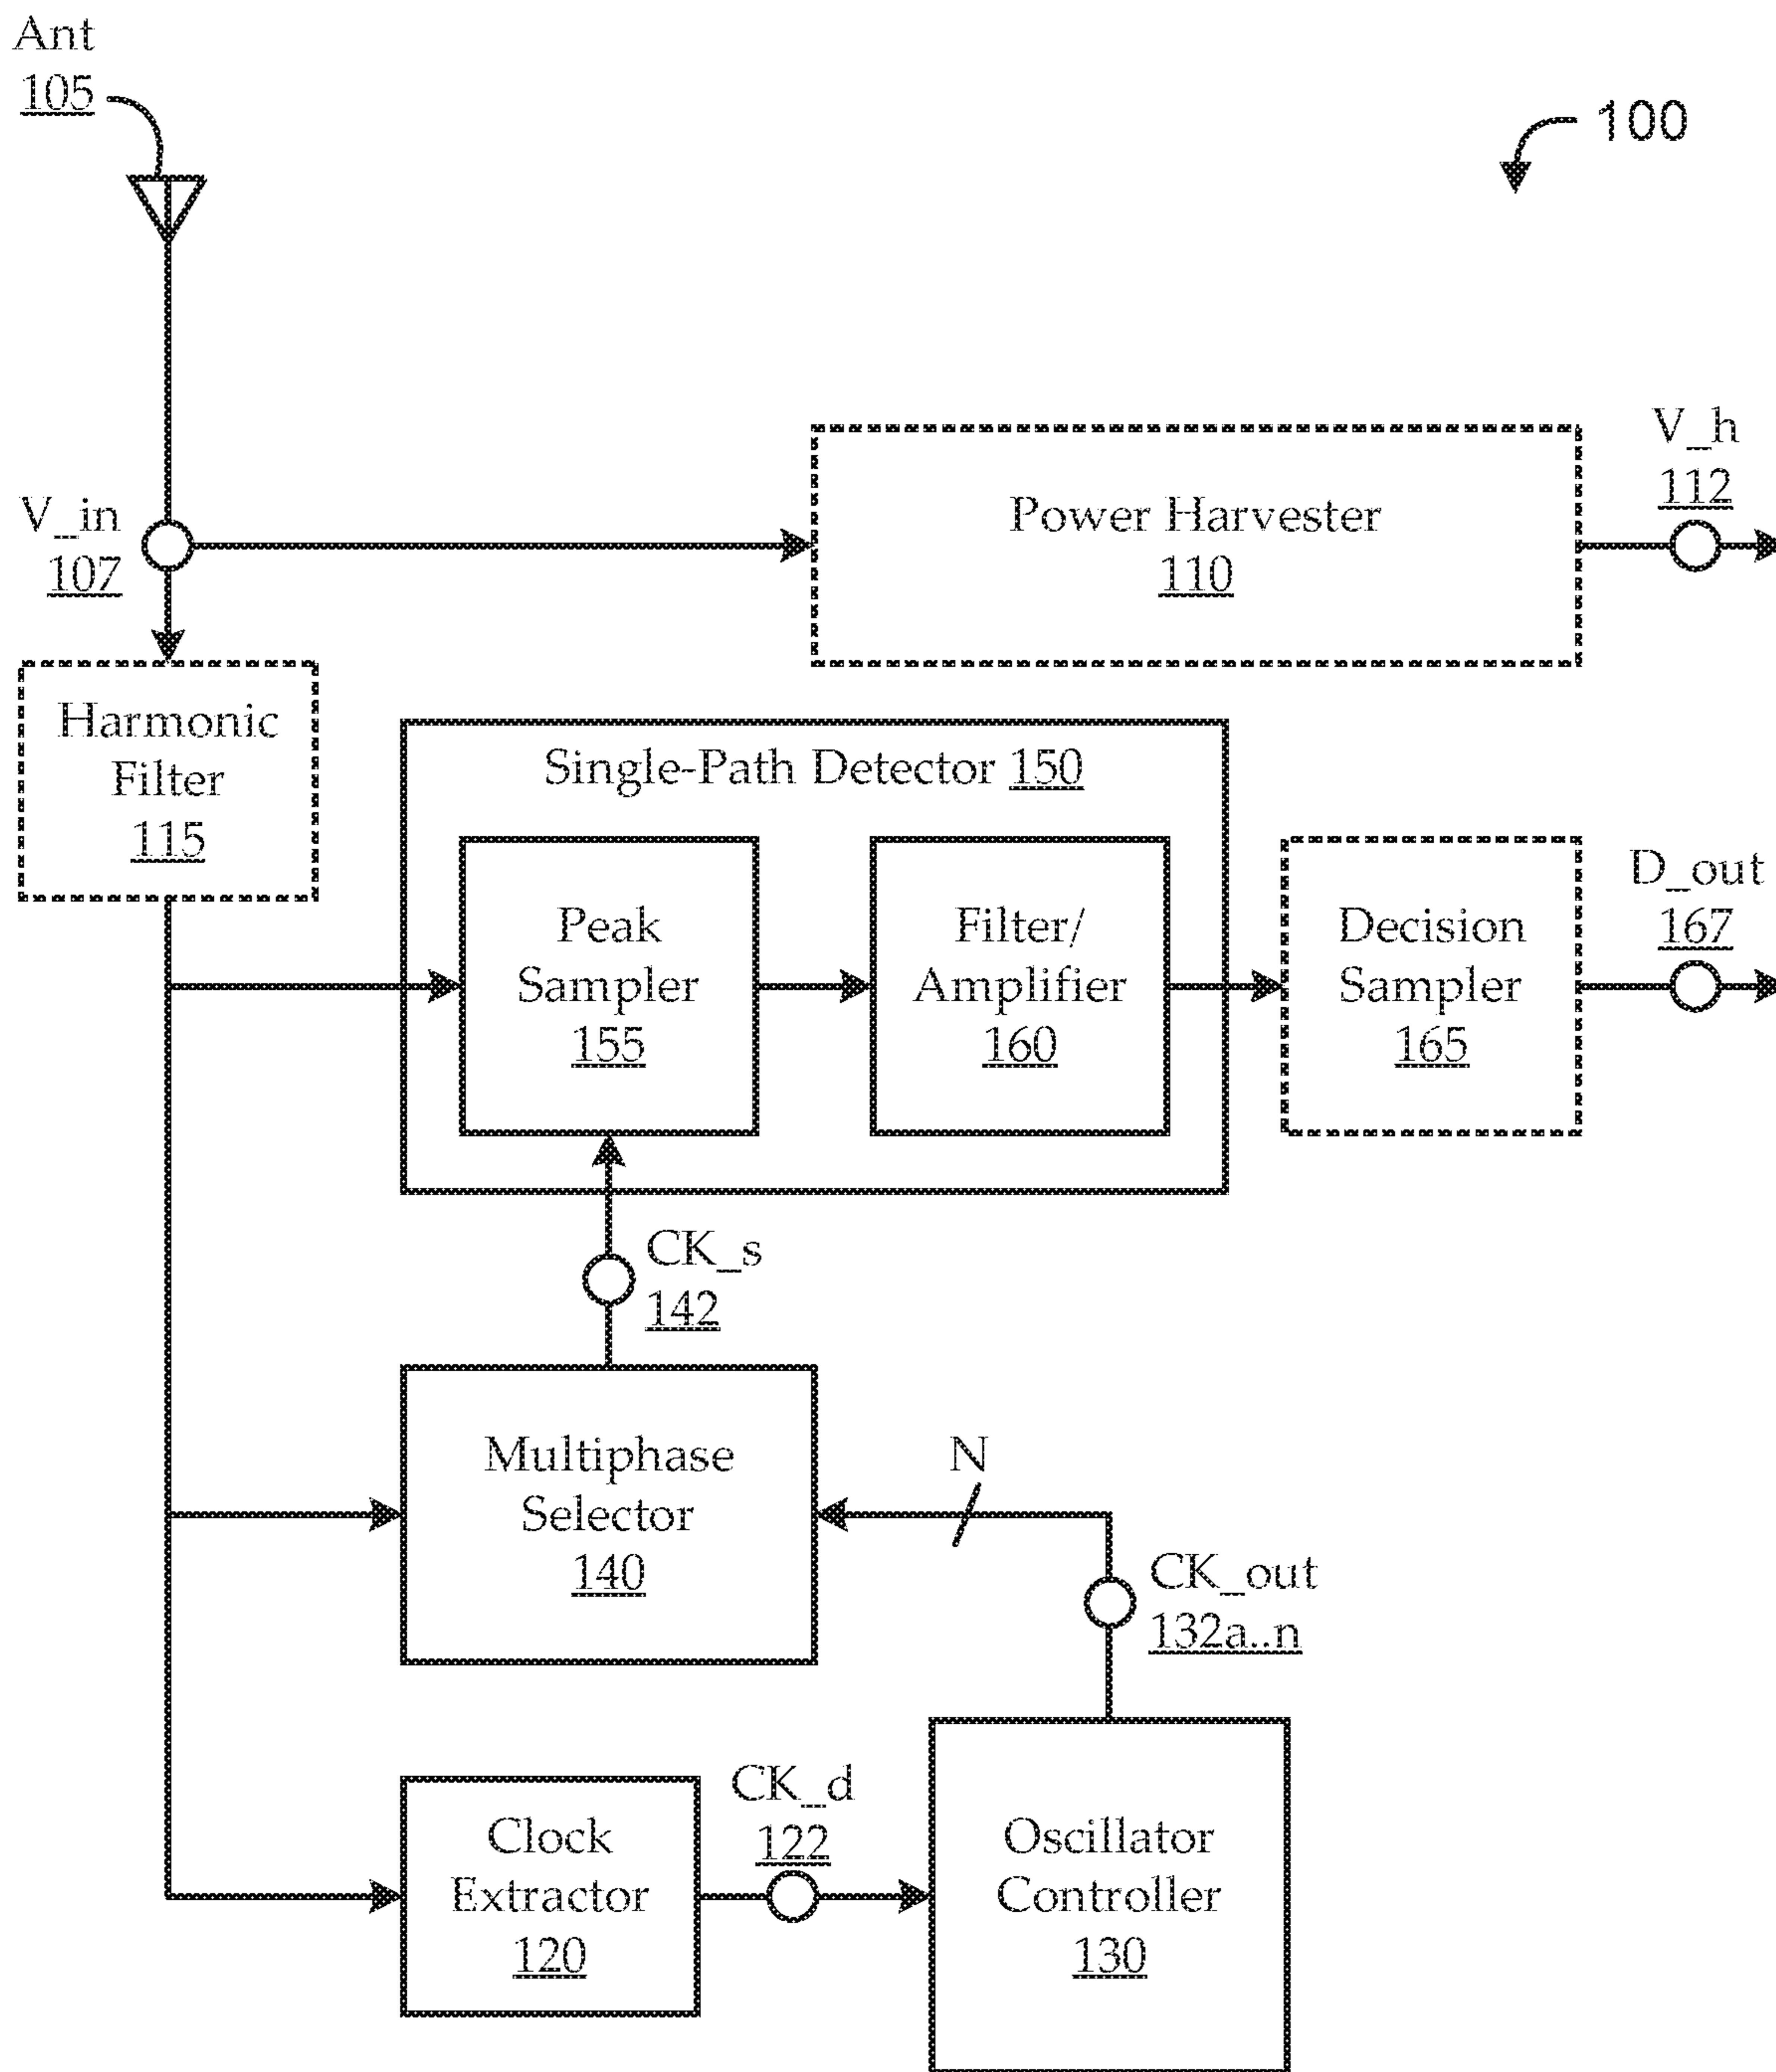 Ant
105
100
V_in
107
Power Harvester
110
V_h
112
Harmonic
Filter
115
Single-Path Detector 150
Peak
Sampler
155
Filter/
Amplifier
160
Decision
Sampler
165
D_out
167
CK_s
142
Multiphase
Selector
140
N
CK_out
132a..n
Clock
Extractor
120
CK_d
122
Oscillator
Controller
130